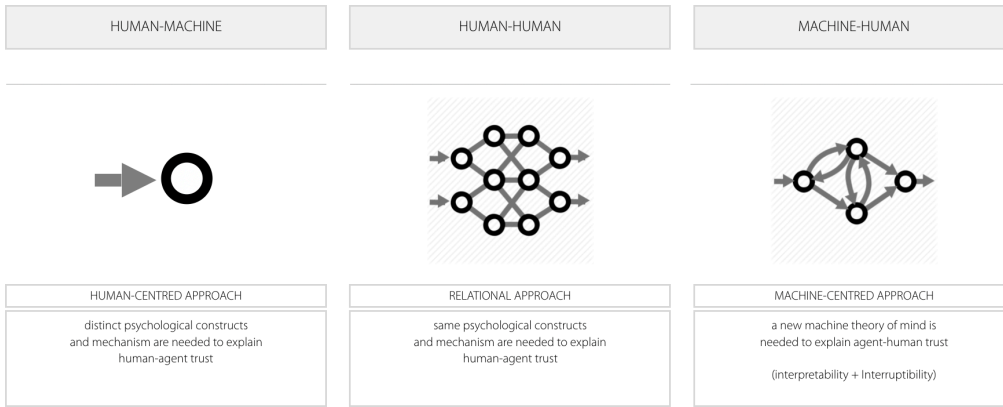 HUMAN-MACHINE
HUMAN-HUMAN
MACHINE-HUMAN
HUMAN-CENTRED APPROACH
RELATIONAL APPROACH
MACHINE-CENTRED APPROACH
distinct psychological constructs
and mechanism are needed to explain
human-agent trust
same psychological constructs
and mechanism are needed to explain
human-agent trust
a new machine theory of mind is
needed to explain agent-human trust
(interpretability + Interruptibility)